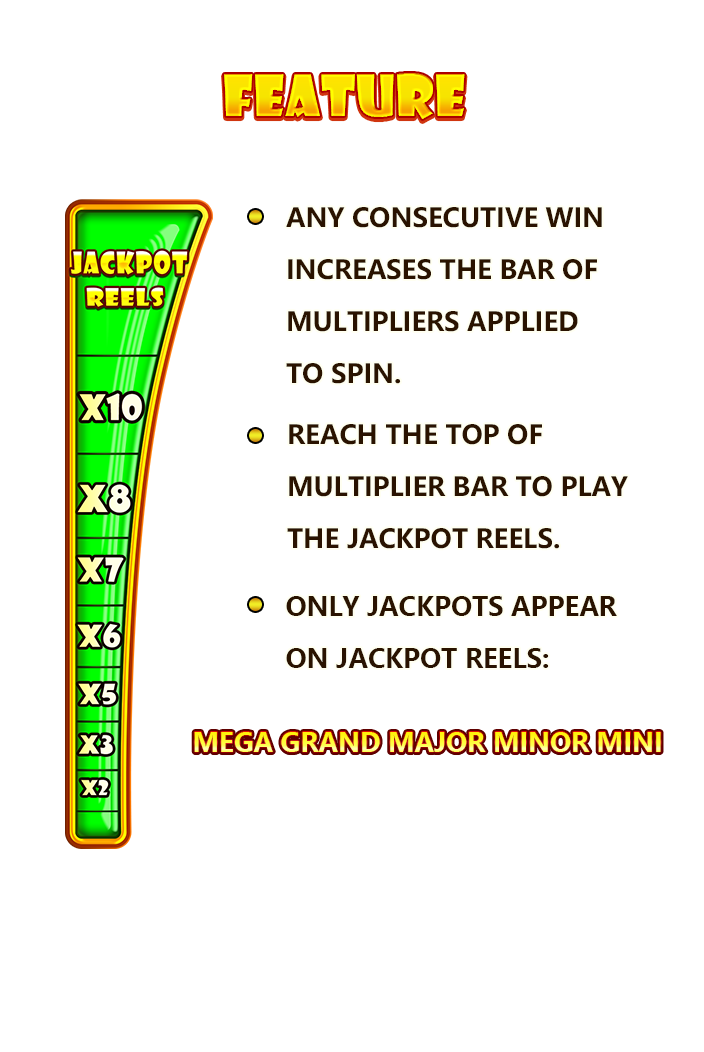 FEATURE
JACKPOT
REELS
X10
X8
X7
X6
X5
X3
X2
ANY CONSECUTIVE WIN
INCREASES THE BAR OF
MULTIPLIERS APPLIED
TO SPIN.
REACH THE TOP OF
MULTIPLIER BAR TO PLAY
THE JACKPOT REELS.
ONLY JACKPOTS APPEAR
ON JACKPOT REELS:
MEGA GRAND MAJOR MINOR MINI